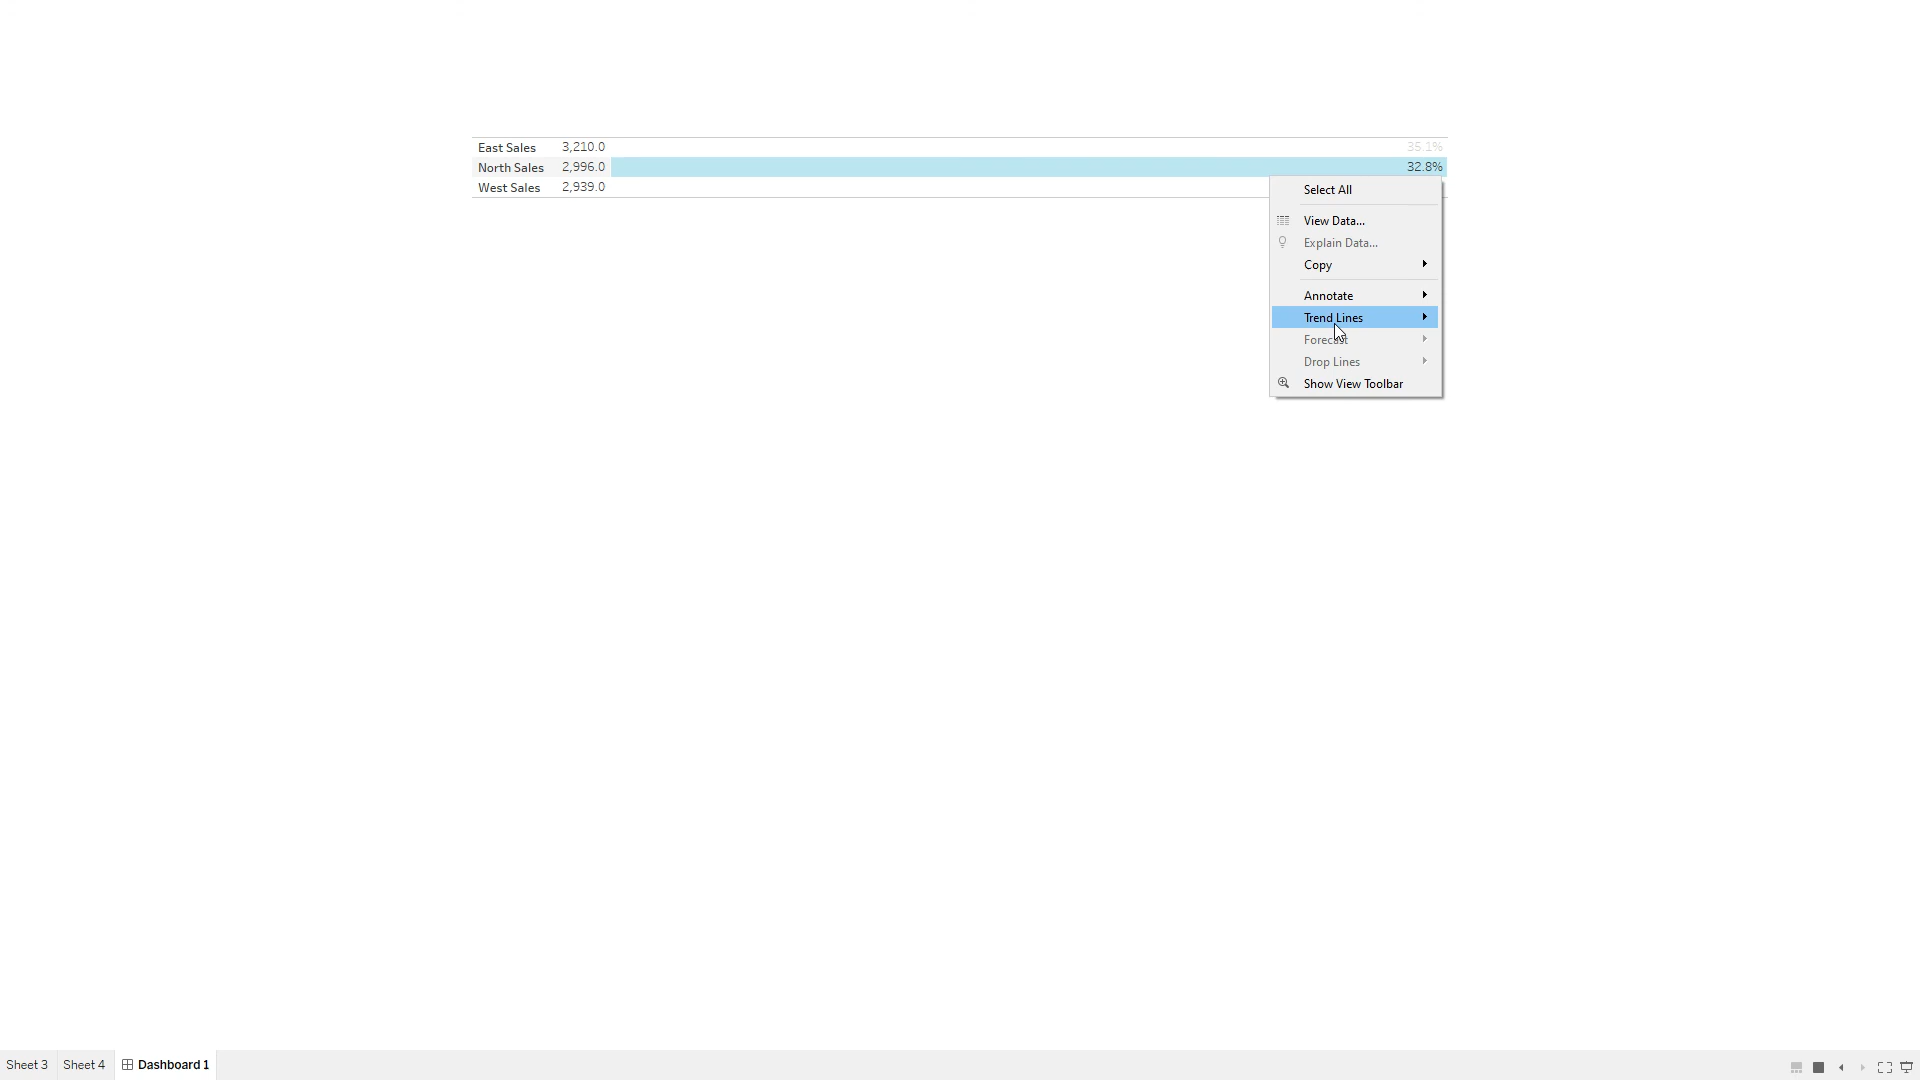 East Sales 3,210.0 35.1%
North Sales 2,996.0 32.8%
West Sales 2,939.0
Select All
View Data...
Explain Data...
Copy
Annotate
Trend Lines
Forecast
Drop Lines
Show View Toolbar
Sheet 3 Sheet 4 Dashboard 1